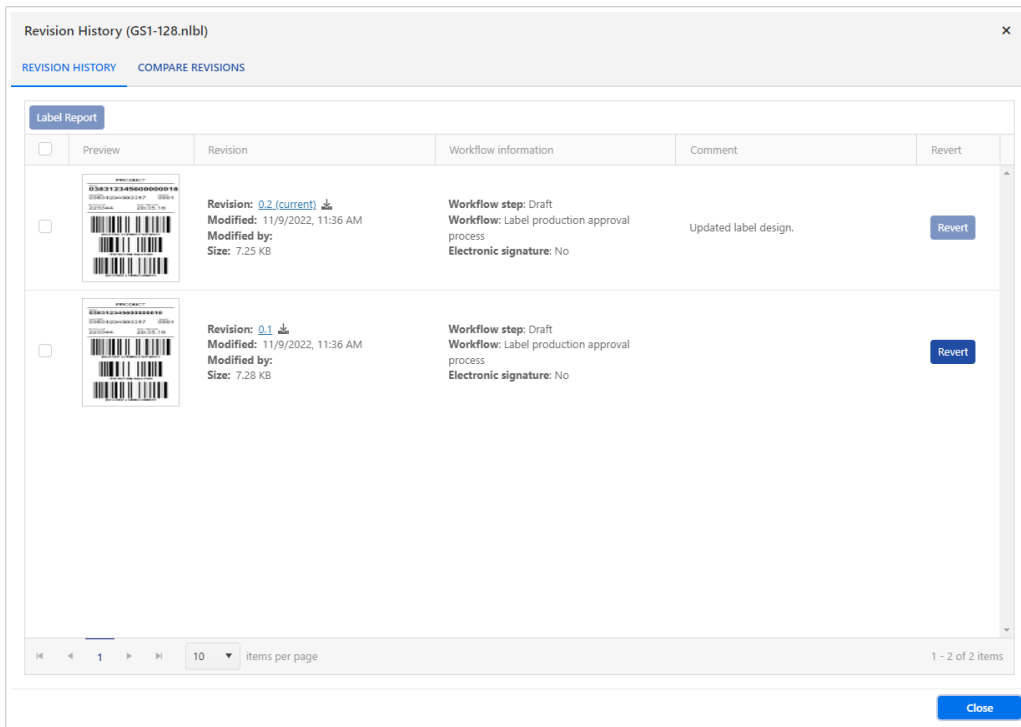 Revision History (GS1-128.nlbl)
REVISION HISTORY COMPARE REVISIONS
Label Report
Preview Revision Workflow information Comment Revert
PRODUCT
Revision: 0.2 (current)
Modified: 11/9/2022, 11:36 AM
Modified by:
Size: 7.25 KB
Workflow step: Draft
Workflow: Label production approval
process
Electronic signature: No
Updated label design.
Revert
PRODUCT
Revision: 0.1
Modified: 11/9/2022, 11:36 AM
Modified by:
Size: 7.28 KB
Workflow step: Draft
Workflow: Label production approval
process
Electronic signature: No
Revert
1 10 items per page 1 - 2 of 2 items
Close